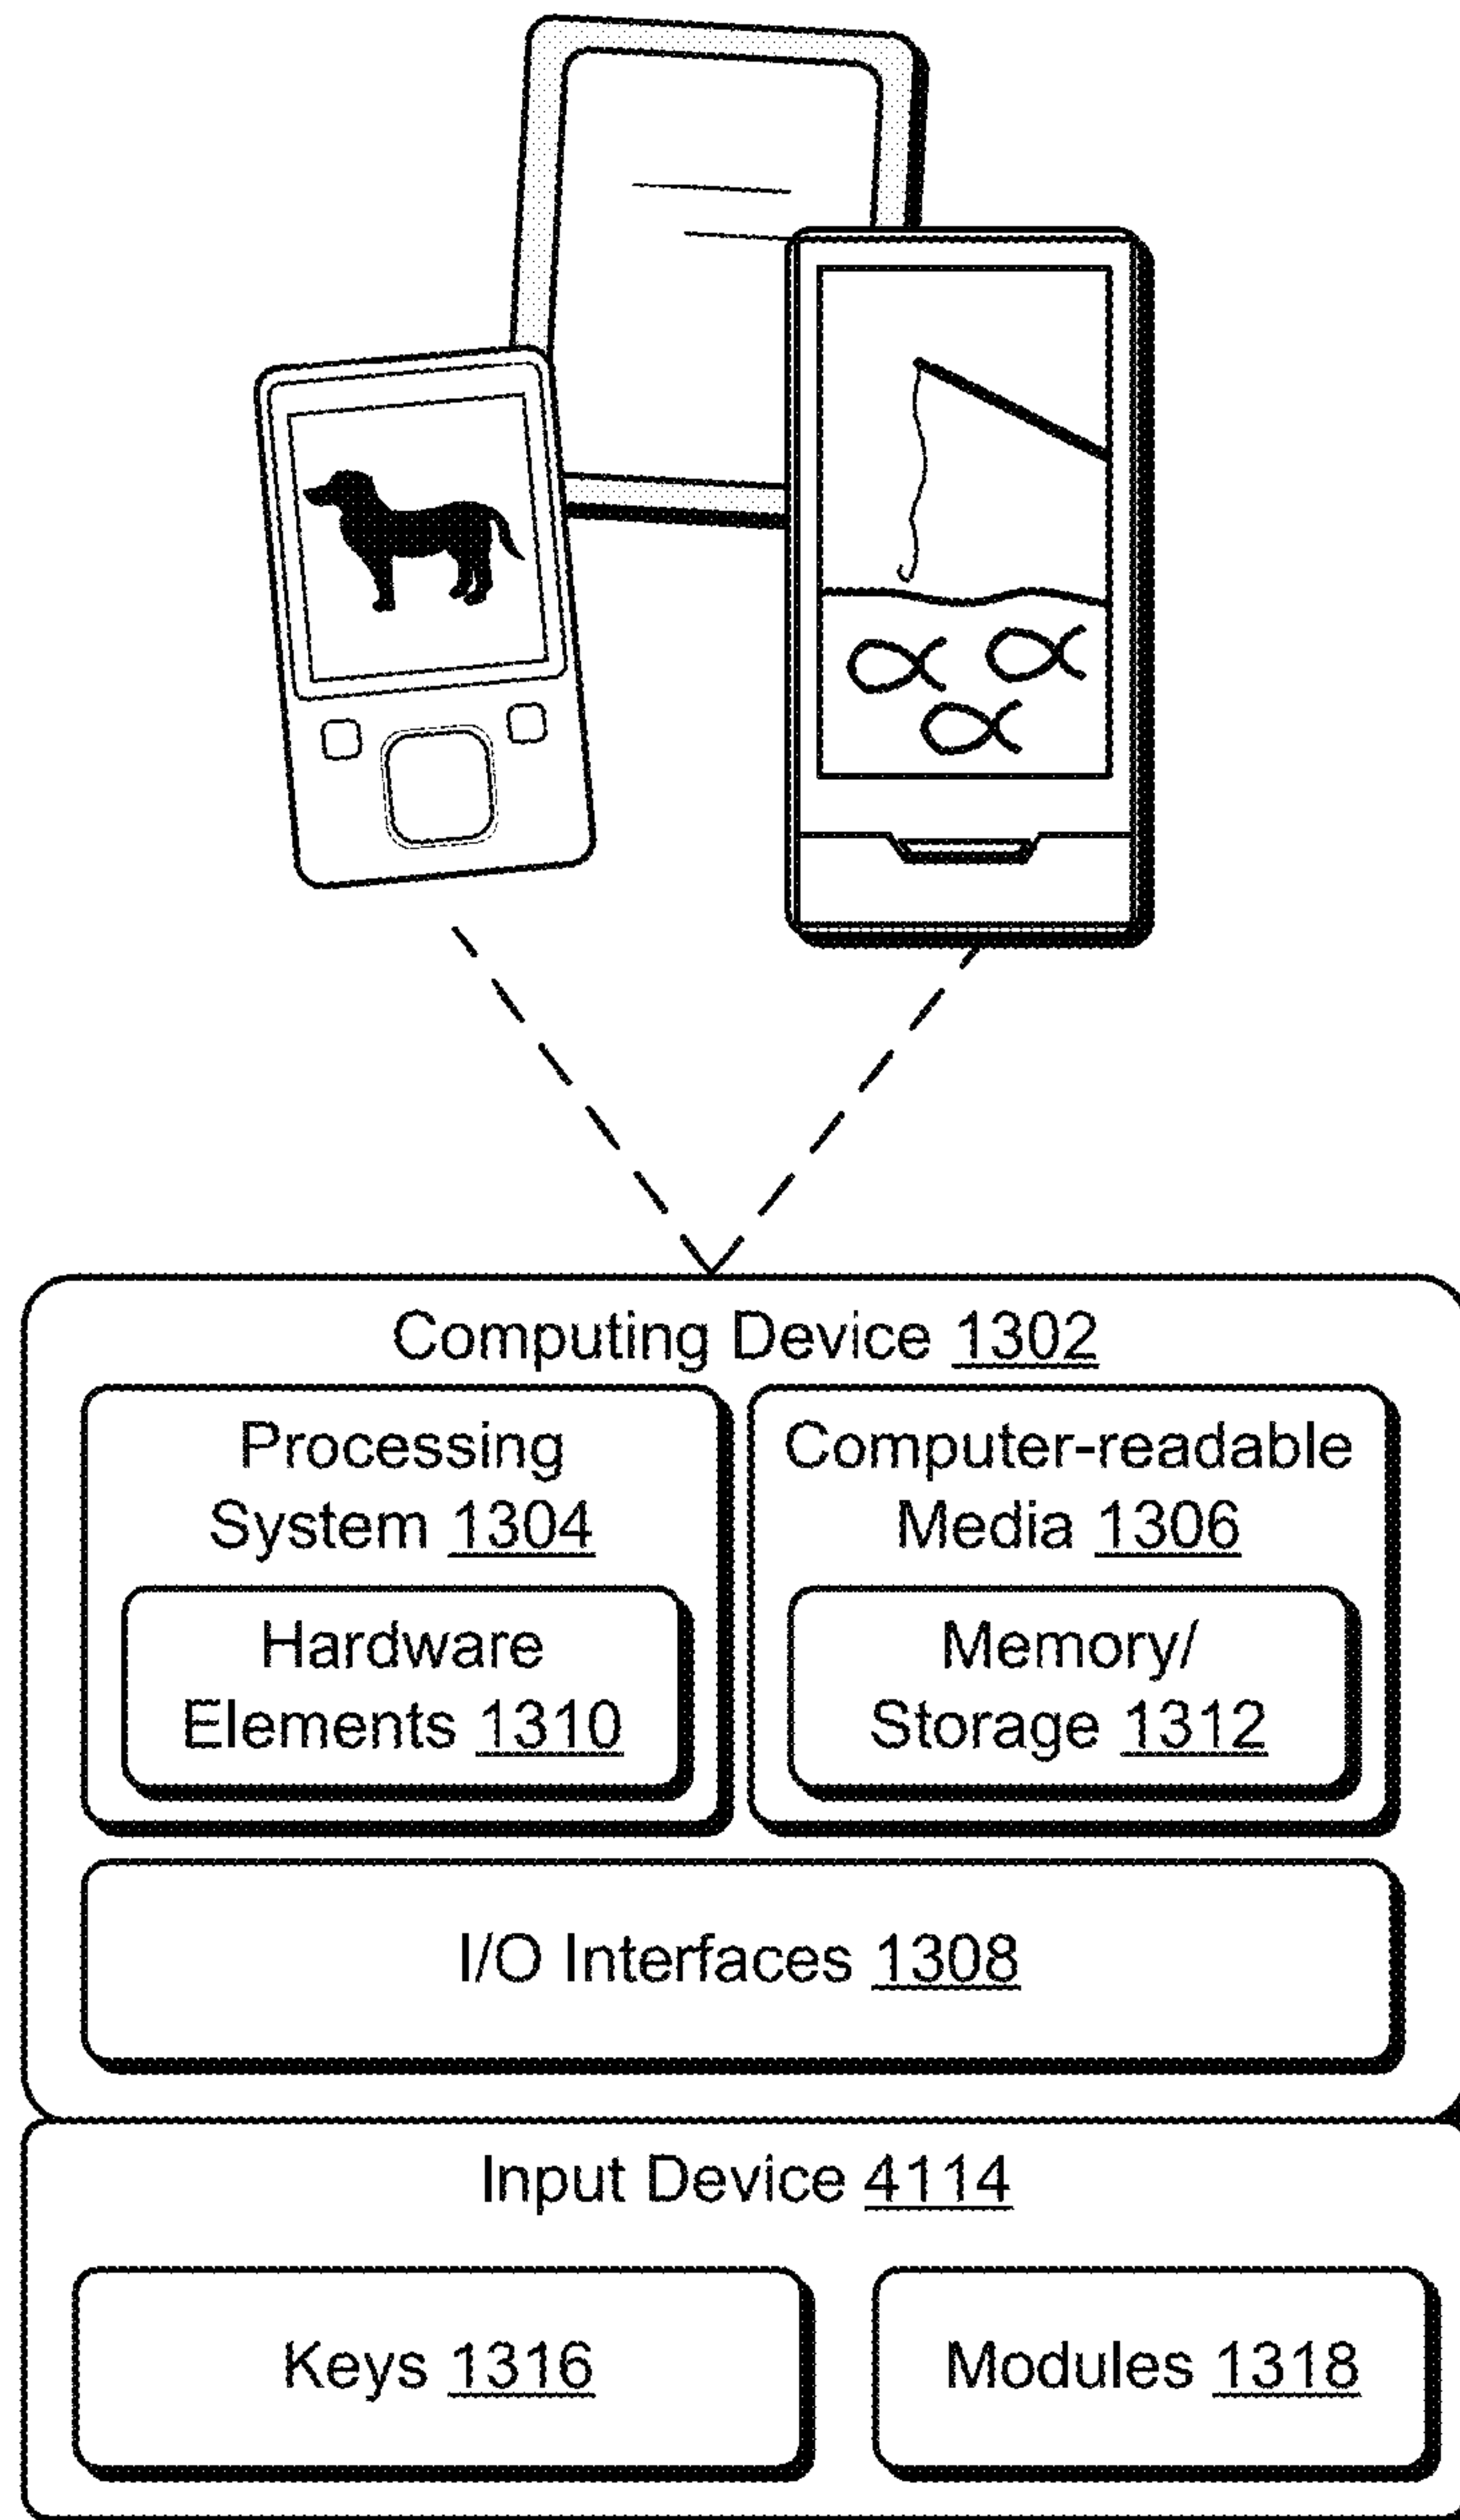 Computing Device 1302
Processing
System 1304
Hardware
Elements 1310
Computer-readable
Media 1306
Memory/
Storage 1312
I/O Interfaces 1308
Input Device 4114
Keys 1316
Modules 1318